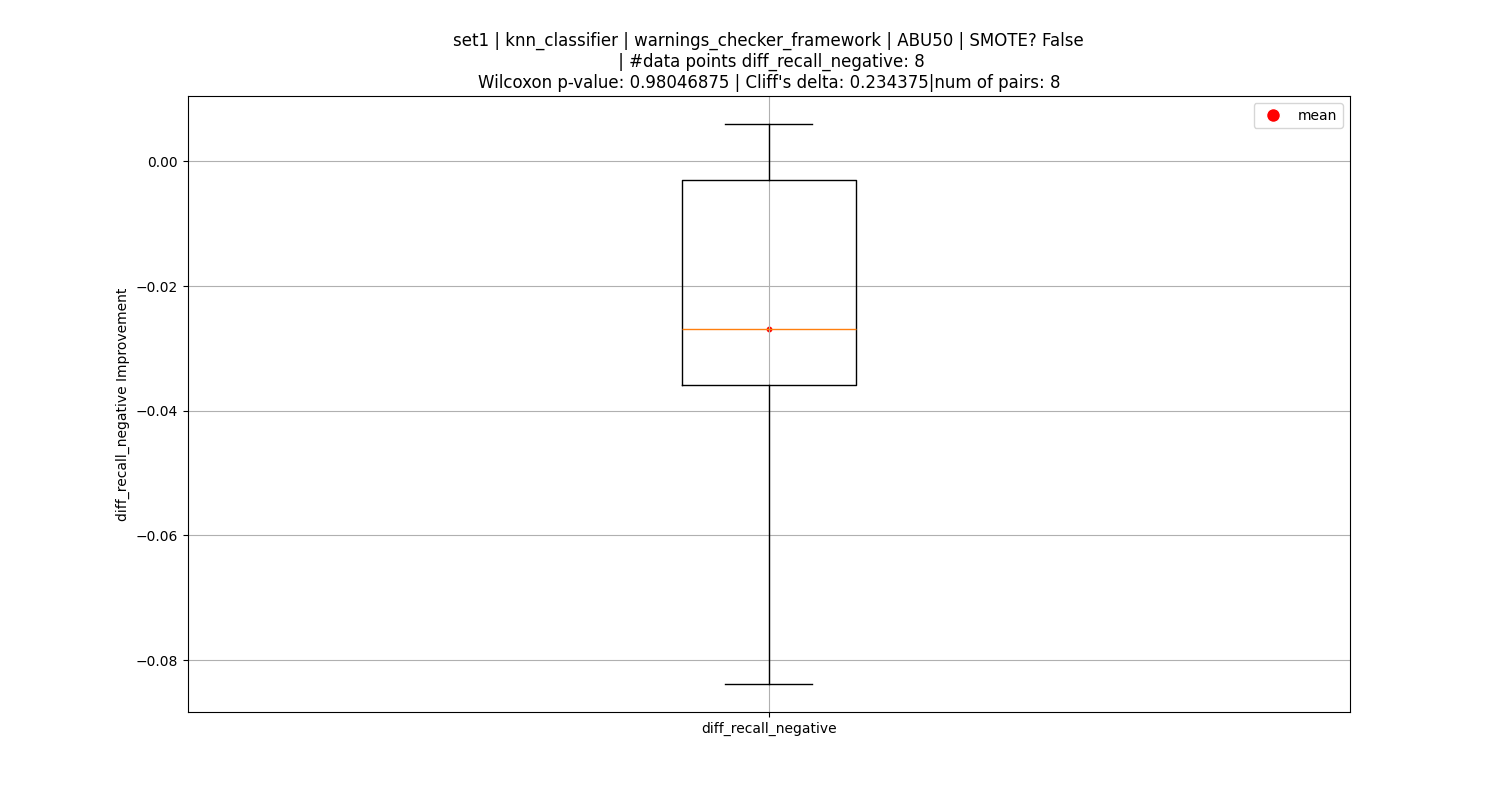 set1 | knn_classifier | warnings_checker_framework | ABU50 | SMOTE? False
| #data points diff_recall_negative: 8
Wilcoxon p-value: 0.98046875 | Cliff's delta: 0.234375|num of pairs: 8
mean
0.00
−0.02
−0.04
−0.06
−0.08
diff_recall_negative Improvement
diff_recall_negative